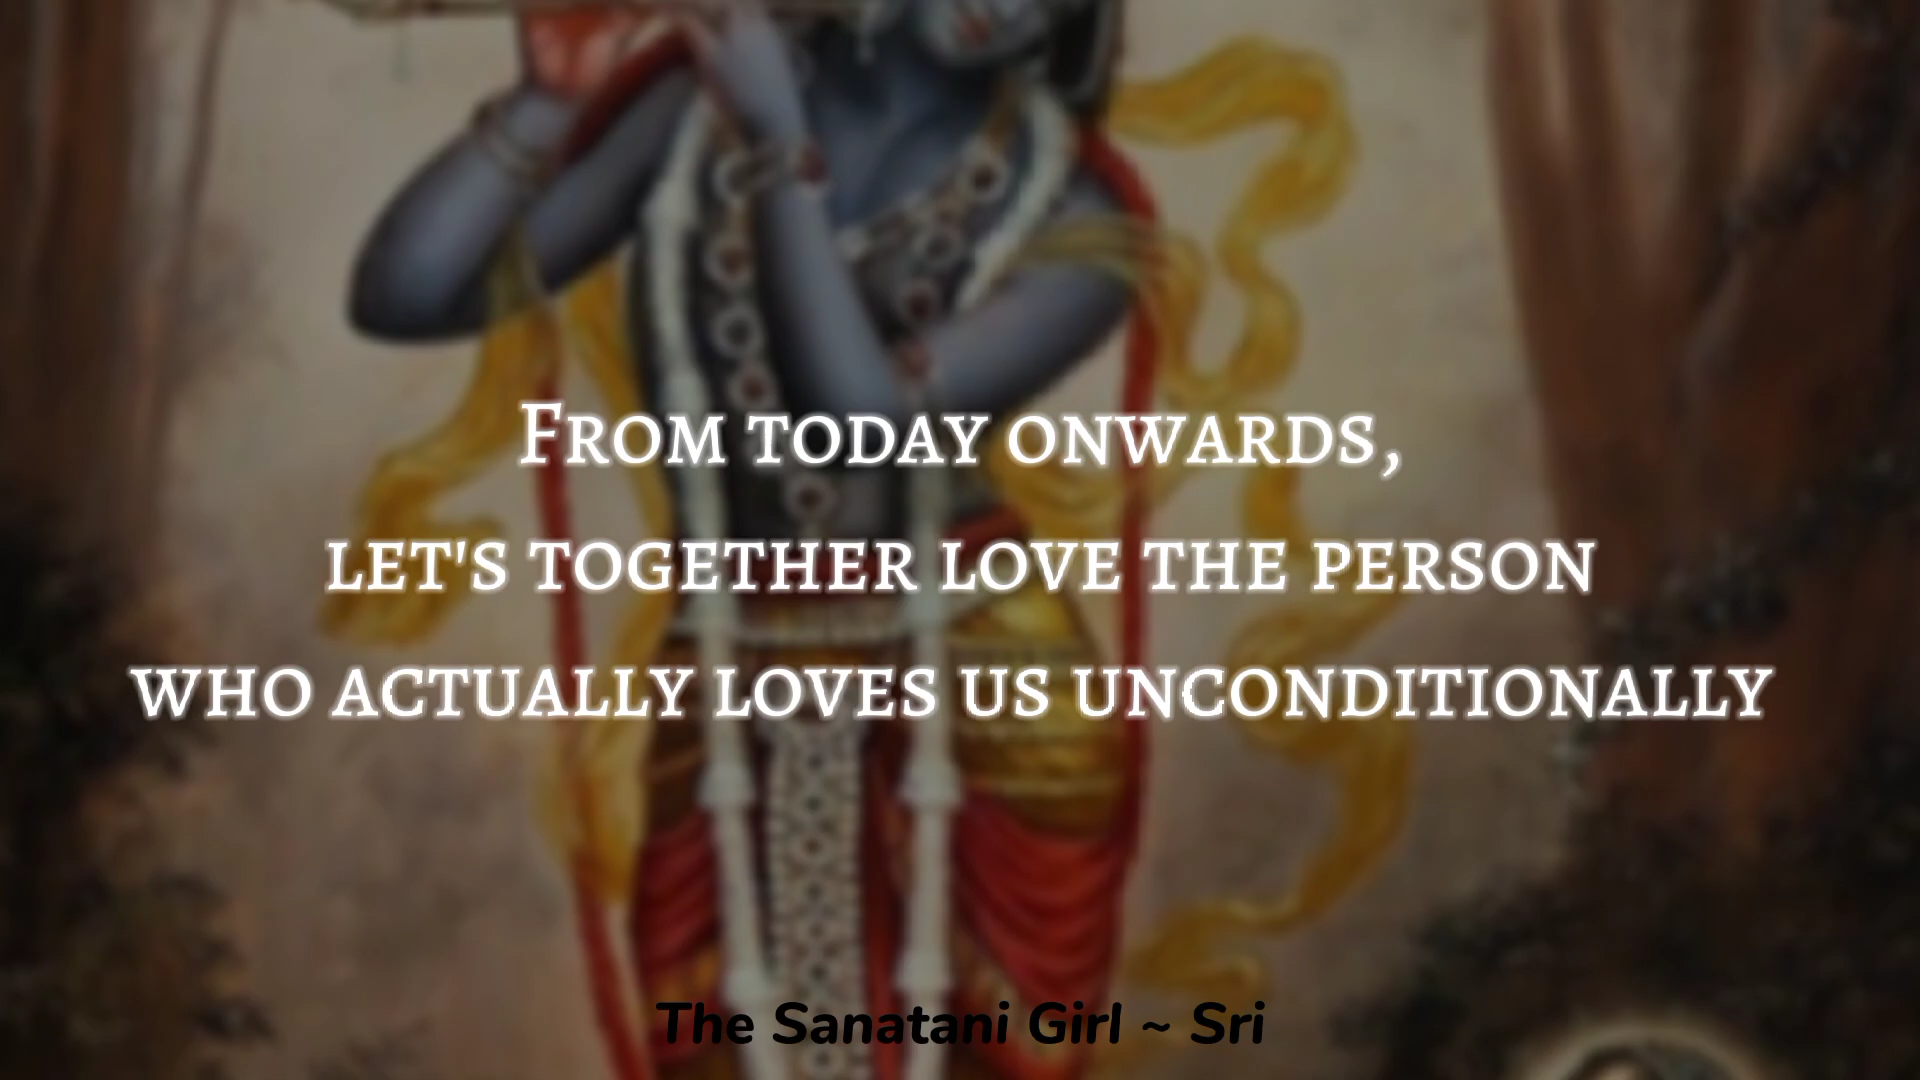 From today onwards,
let's together love the person
who actually loves us unconditionally
The Sanatani Girl ~ Sri